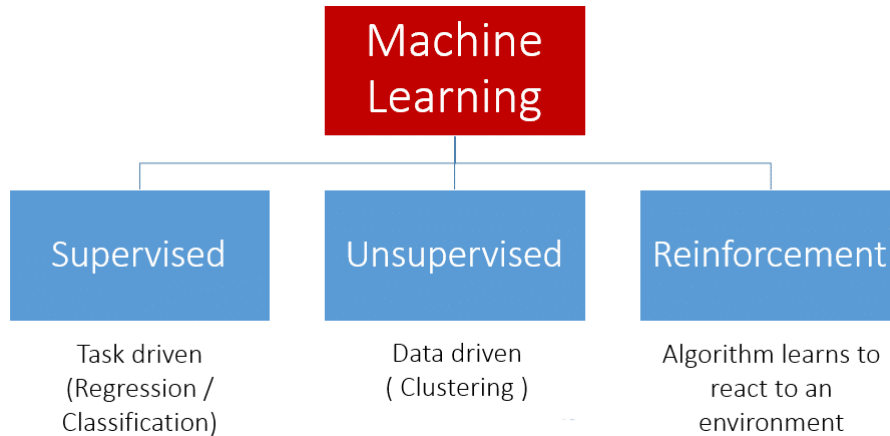 Machine
Learning
Supervised
Unsupervised
Reinforcement
Task driven
(Regression /
Classification)
Data driven
( Clustering )
Algorithm learns to
react to an
environment